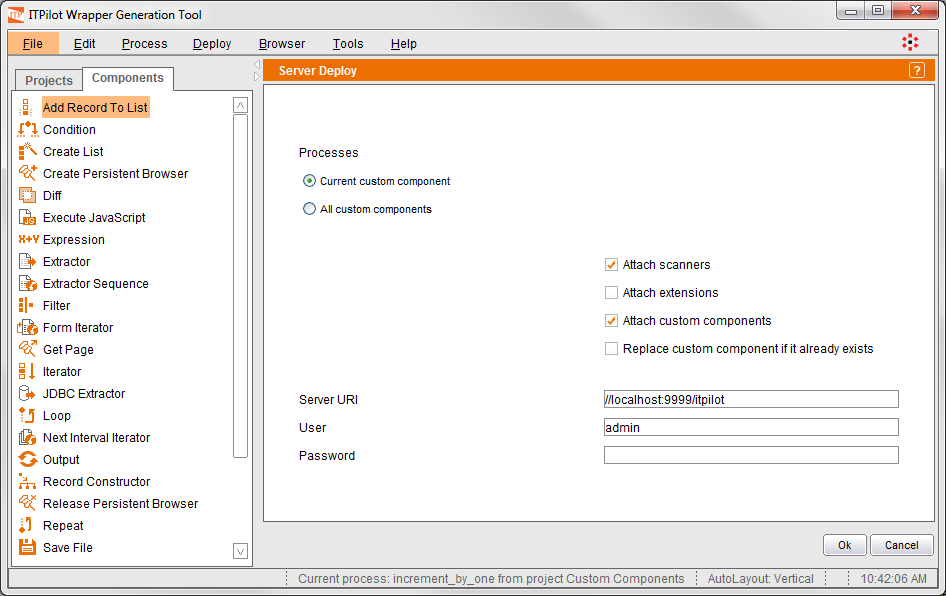 ITPilot Wrapper Generation Tool
File Edit Process Deploy Browser Tools Help
Projects Components
Add Record To List
Condition
Create List
Create Persistent Browser
Diff
Execute JavaScript
Expression
Extractor
Extractor Sequence
Filter
Form Iterator
Get Page
Iterator
JDBC Extractor
Loop
Next Interval Iterator
Output
Record Constructor
Release Persistent Browser
Repeat
Save File
Server Deploy ?
Processes
Current custom component
All custom components
Attach scanners
Attach extensions
Attach custom components
Replace custom component if it already exists
Server URI //localhost:9999/itpilot
User admin
Password
Ok Cancel
Current process: increment_by_one from project Custom Components AutoLayout: Vertical 10:42:06 AM